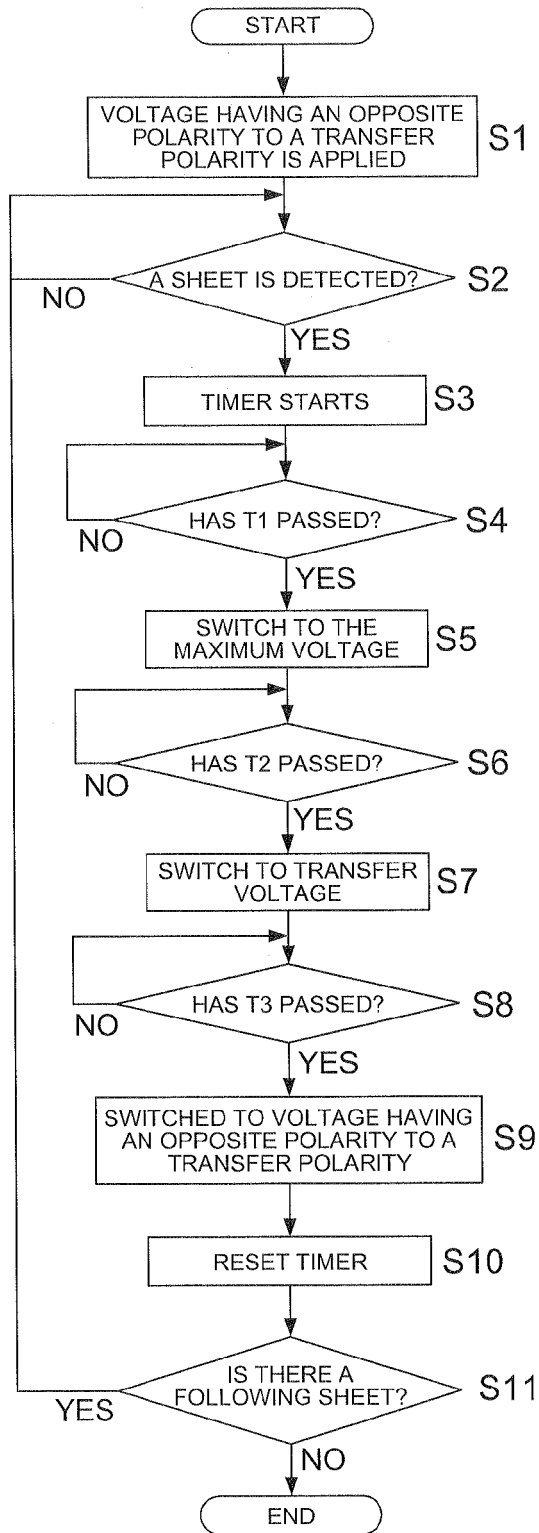 START
VOLTAGE HAVING AN OPPOSITE
POLARITY TO A TRANSFER
POLARITY IS APPLIED
S1
A SHEET IS DETECTED?
S2
NO
YES
TIMER STARTS
S3
HAS T1 PASSED?
S4
NO
YES
SWITCH TO THE
MAXIMUM VOLTAGE
S5
HAS T2 PASSED?
S6
NO
YES
SWITCH TO TRANSFER
VOLTAGE
S7
HAS T3 PASSED?
S8
NO
YES
SWITCHED TO VOLTAGE HAVING
AN OPPOSITE POLARITY TO A
TRANSFER POLARITY
S9
RESET TIMER
S10
IS THERE A
FOLLOWING SHEET?
S11
YES
NO
END